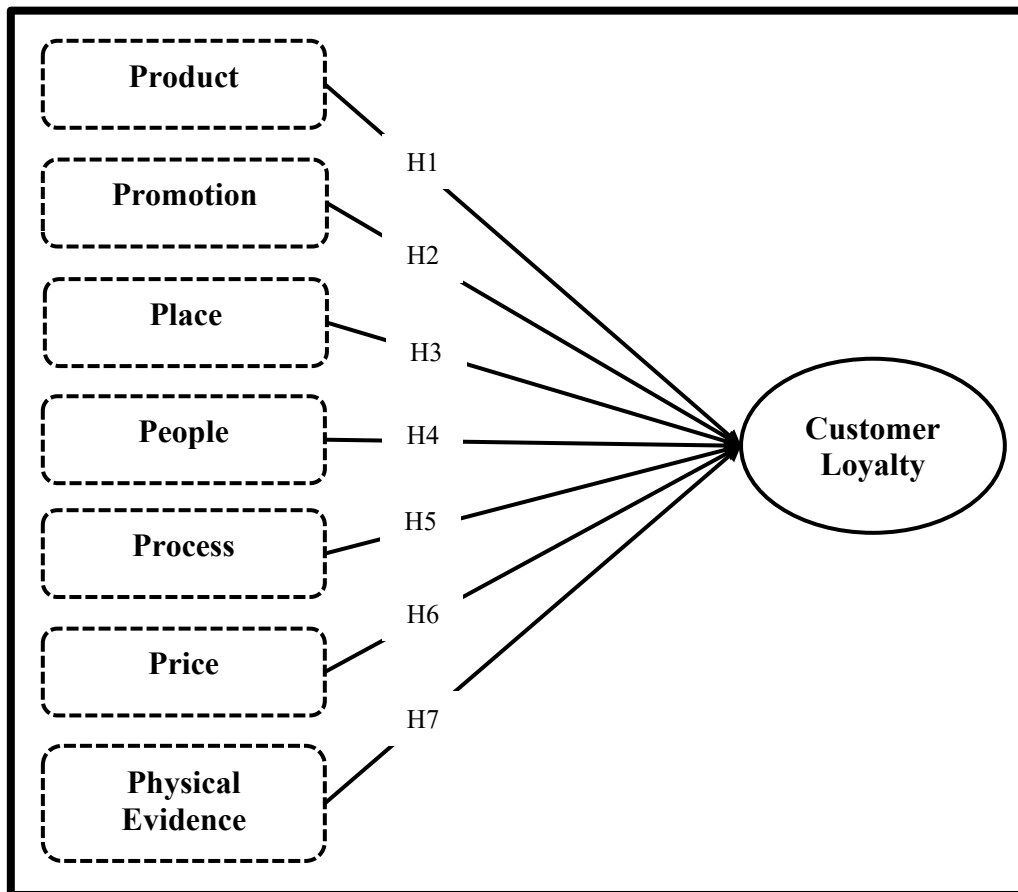 Product
H1
Promotion
H2
Place
H3
People
H4
Customer
Loyalty
Process
H5
Price
H6
Physical
Evidence
H7